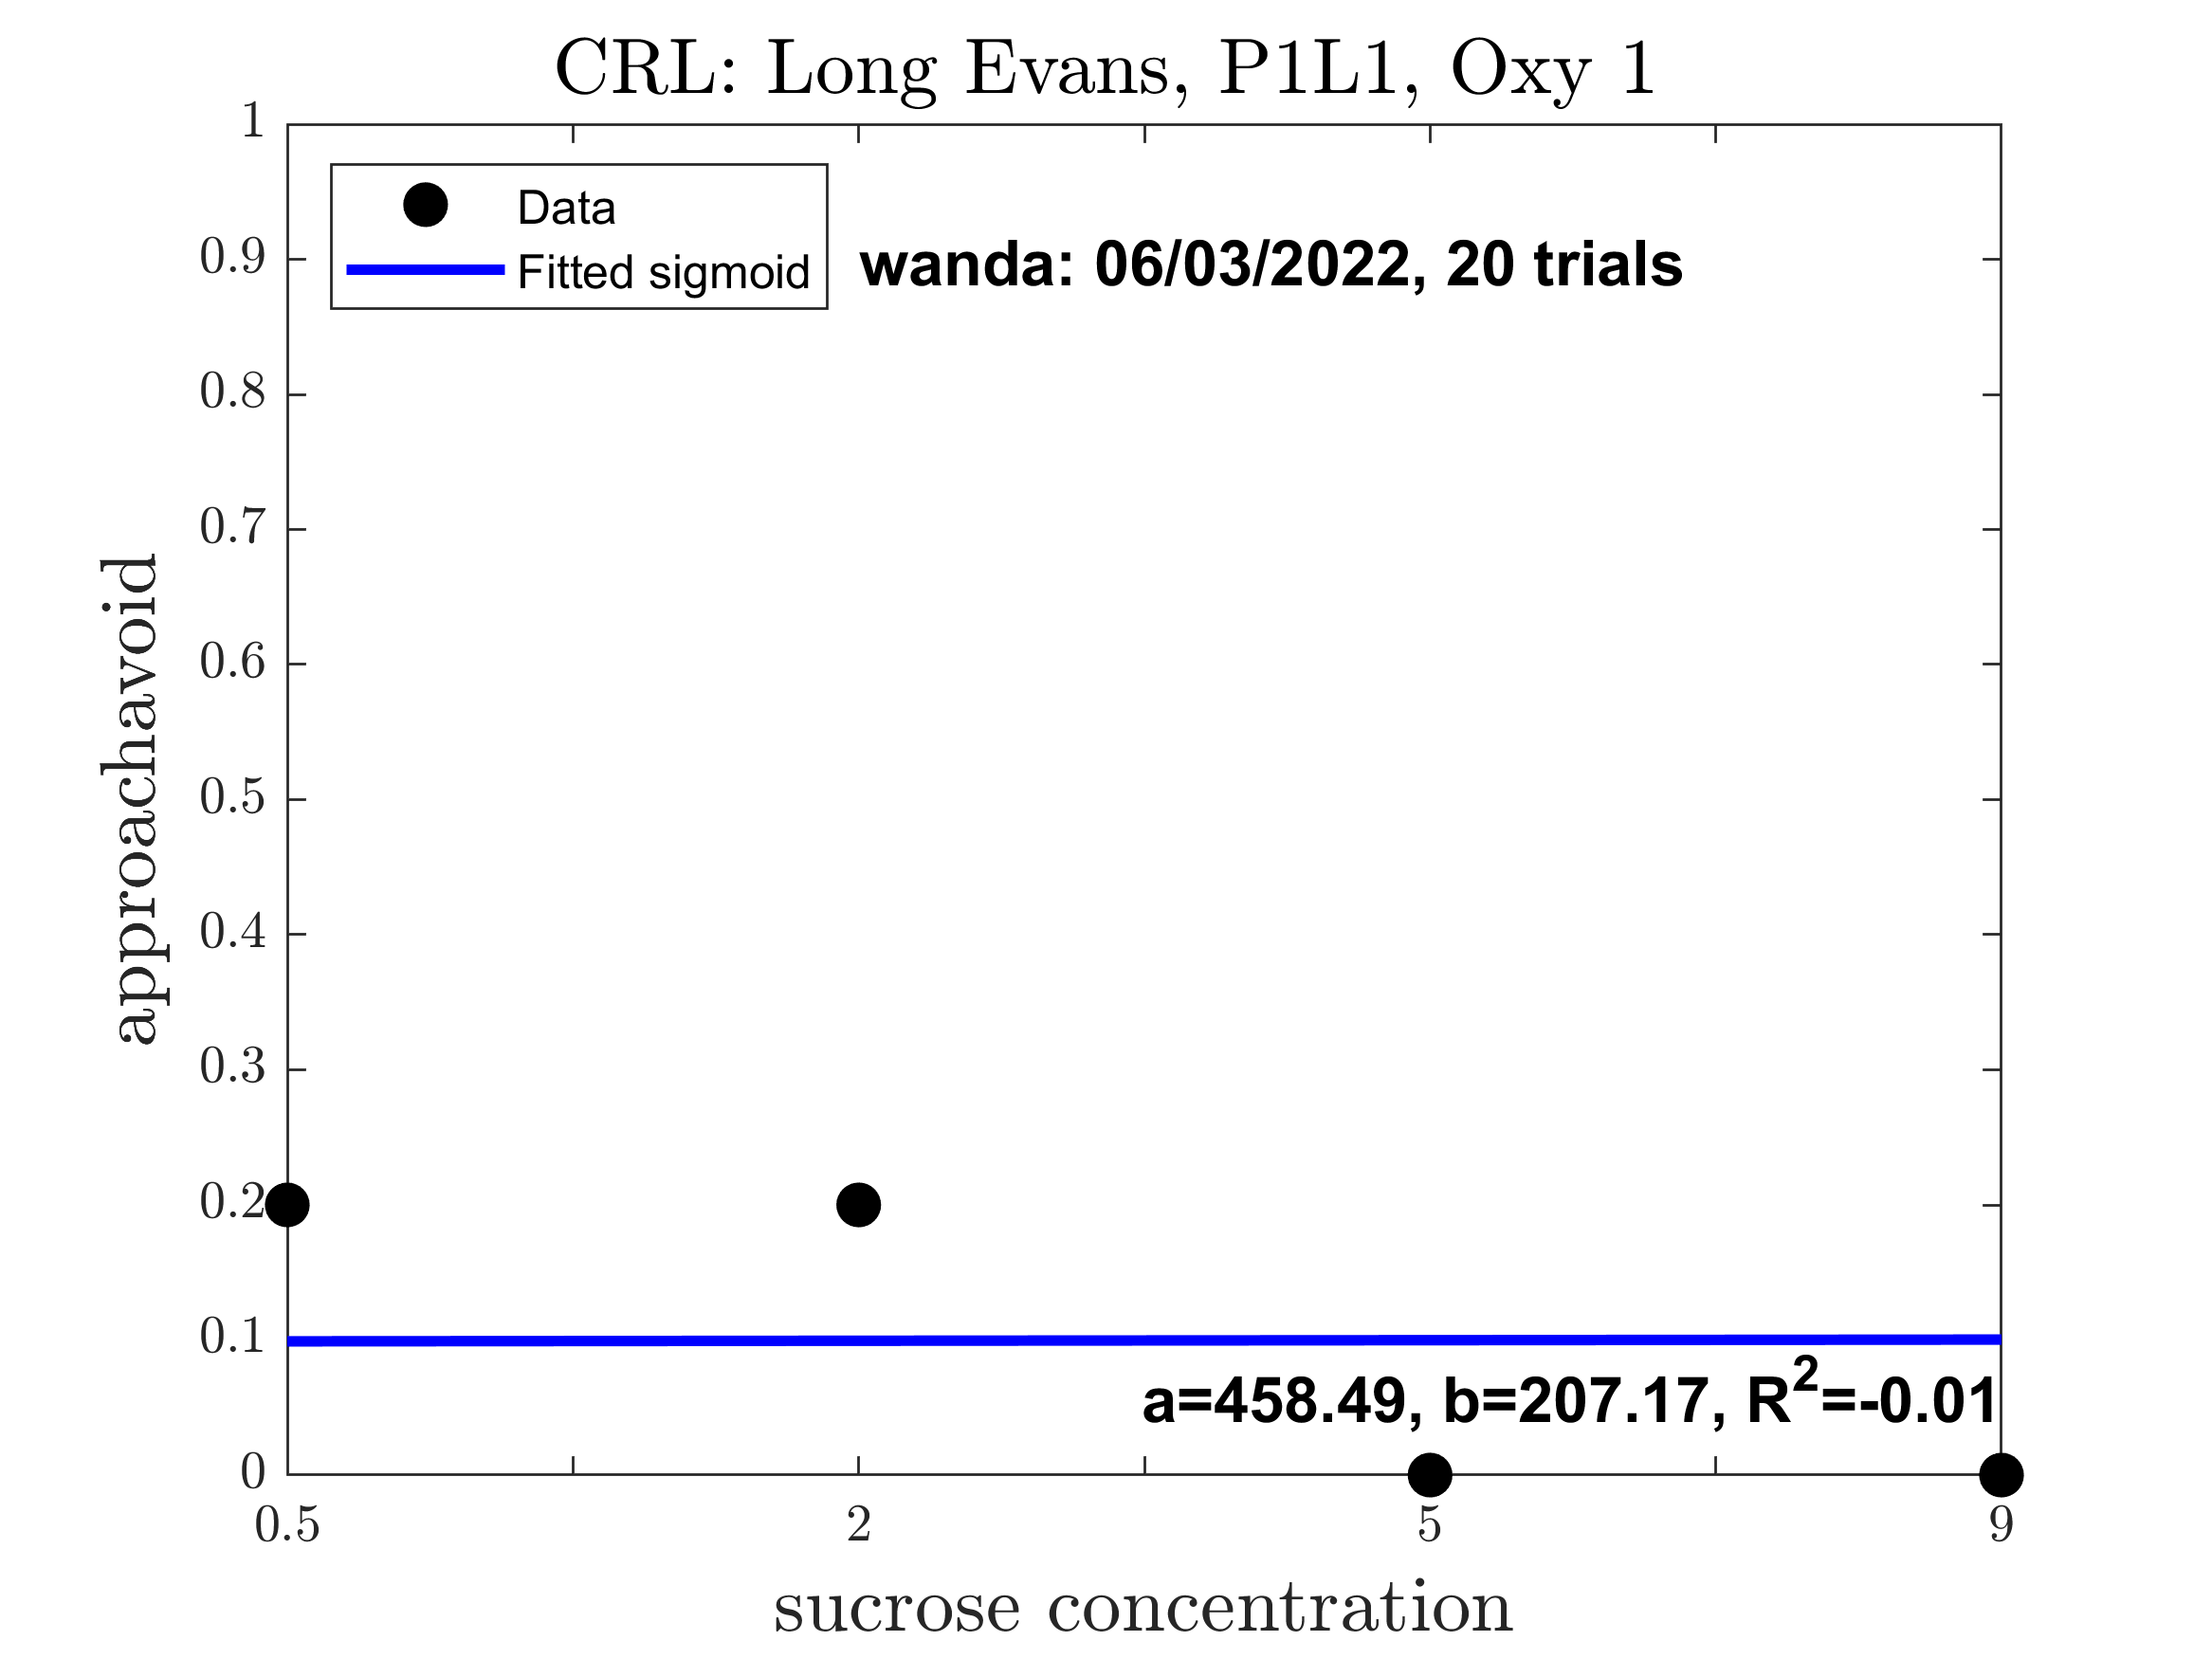 CRL: Long Evans, P1L1, Oxy 1
1
0.9
0.8
0.7
0.6
0.5
0.4
0.3
0.2
0.1
0
approachavoid
Data
Fitted sigmoid
wanda: 06/03/2022, 20 trials
a=458.49, b=207.17, R²=-0.01
0.5 2 5 9
sucrose concentration